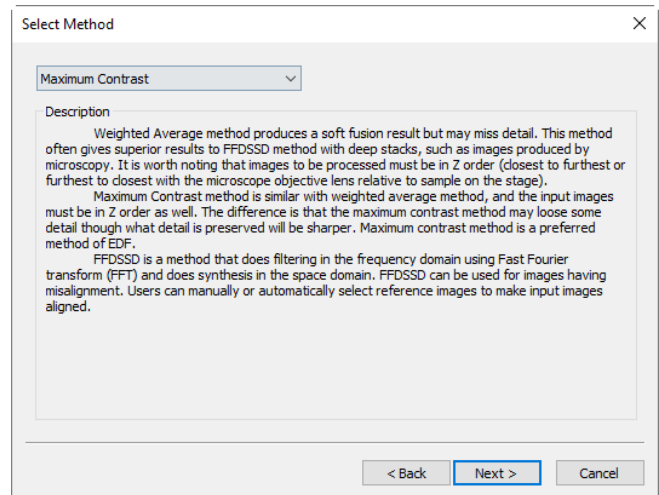 Select Method
Maximum Contrast
Description
Weighted Average method produces a soft fusion result but may miss detail. This method
often gives superior results to FFDSSD method with deep stacks, such as images produced by
microscopy. It is worth noting that images to be processed must be in Z order (closest to furthest or
furthest to closest with the microscope objective lens relative to sample on the stage).
Maximum Contrast method is similar with weighted average method, and the input images
must be in Z order as well. The difference is that the maximum contrast method may loose some
detail though what detail is preserved will be sharper. Maximum contrast method is a preferred
method of EDF.
FFDSSD is a method that does filtering in the frequency domain using Fast Fourier
transform (FFT) and does synthesis in the space domain. FFDSSD can be used for images having
misalignment. Users can manually or automatically select reference images to make input images
aligned.
< Back Next > Cancel